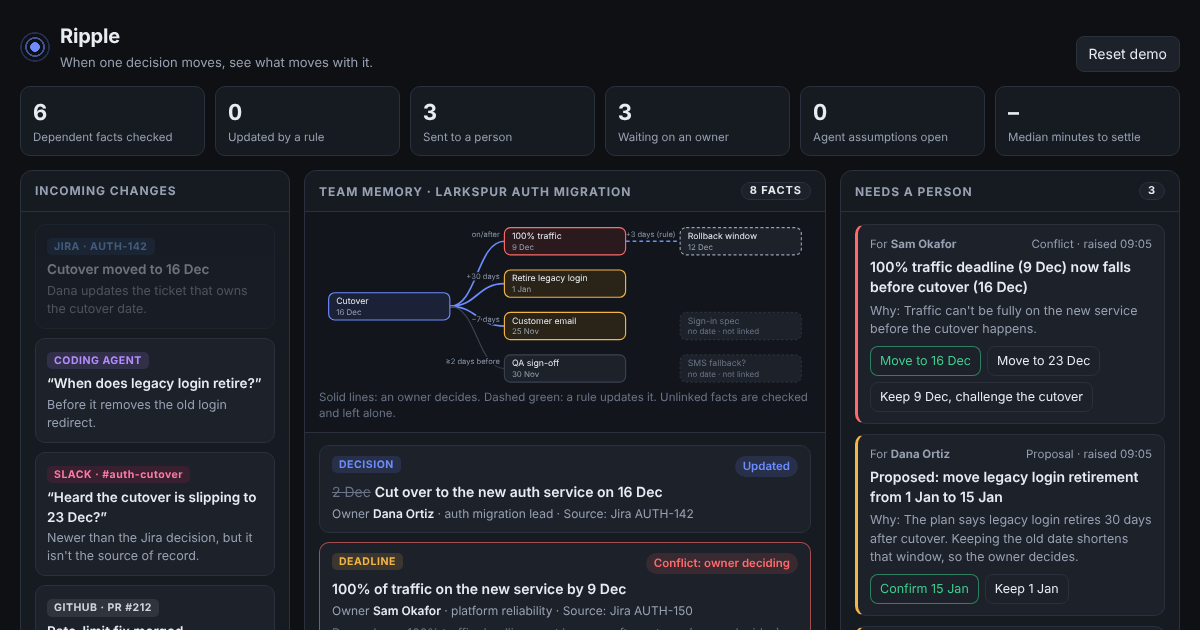 Ripple
When one decision moves, see what moves with it.
Reset demo
6
Dependent facts checked
0
Updated by a rule
3
Sent to a person
3
Waiting on an owner
0
Agent assumptions open
–
Median minutes to settle
INCOMING CHANGES
JIRA · AUTH-142
Cutover moved to 16 Dec
Dana updates the ticket that owns
the cutover date.
CODING AGENT
“When does legacy login retire?”
Before it removes the old login
redirect.
SLACK · #auth-cutover
“Heard the cutover is slipping to
23 Dec?”
Newer than the Jira decision, but it
isn't the source of record.
GITHUB · PR #212
TEAM MEMORY · LARKSPUR AUTH MIGRATION
8 FACTS
on/after
100% traffic
9 Dec
+3 days (rule)
Rollback window
12 Dec
+30 days
Retire legacy login
1 Jan
Cutover
16 Dec
−7 days
Customer email
25 Nov
Sign-in spec
no date · not linked
≥2 days before
QA sign-off
30 Nov
SMS fallback?
no date · not linked
Solid lines: an owner decides. Dashed green: a rule updates it. Unlinked facts are checked
and left alone.
DECISION
Updated
2 Dec Cut over to the new auth service on 16 Dec
Owner Dana Ortiz · auth migration lead · Source: Jira AUTH-142
DEADLINE
Conflict: owner deciding
100% of traffic on the new service by 9 Dec
Owner Sam Okafor · platform reliability · Source: Jira AUTH-150
NEEDS A PERSON
3
For Sam Okafor
Conflict · raised 09:05
100% traffic deadline (9 Dec) now falls
before cutover (16 Dec)
Why: Traffic can't be fully on the new service
before the cutover happens.
Move to 16 Dec
Move to 23 Dec
Keep 9 Dec, challenge the cutover
For Dana Ortiz
Proposal · raised 09:05
Proposed: move legacy login retirement
from 1 Jan to 15 Jan
Why: The plan says legacy login retires 30 days
after cutover. Keeping the old date shortens
that window, so the owner decides.
Confirm 15 Jan
Keep 1 Jan